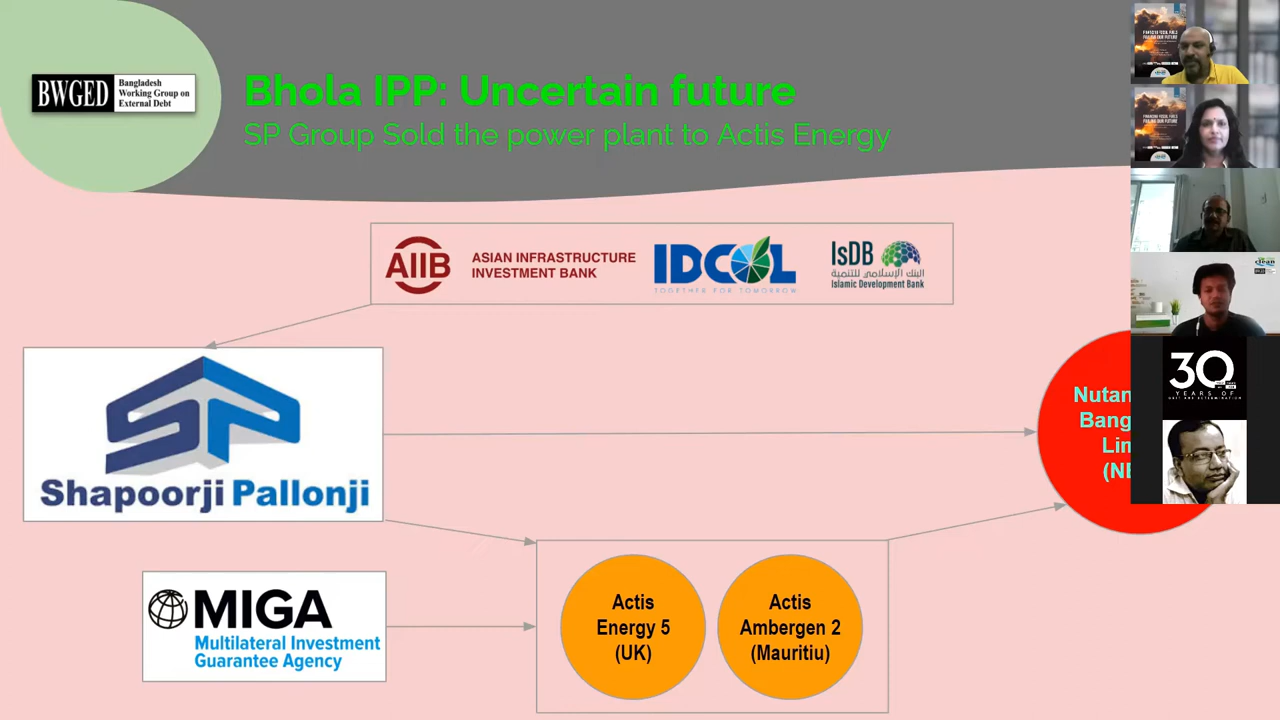 BWGED
Bangladesh
Working Group on
External Debt
Bhola IPP: Uncertain future
SP Group Sold the power plant to Actis Energy
AIIB
ASIAN INFRASTRUCTURE
INVESTMENT BANK
IDCOL
TOGETHER FOR TOMORROW
IsDB
البنك الإسلامي للتنمية
Islamic Development Bank
SP
Shapoorji Pallonji
Nutan
Bang
Lim
(NB
MIGA
Multilateral Investment
Guarantee Agency
Actis
Energy 5
(UK)
Actis
Ambergen 2
(Mauritiu)
clean
30
YEARS OF